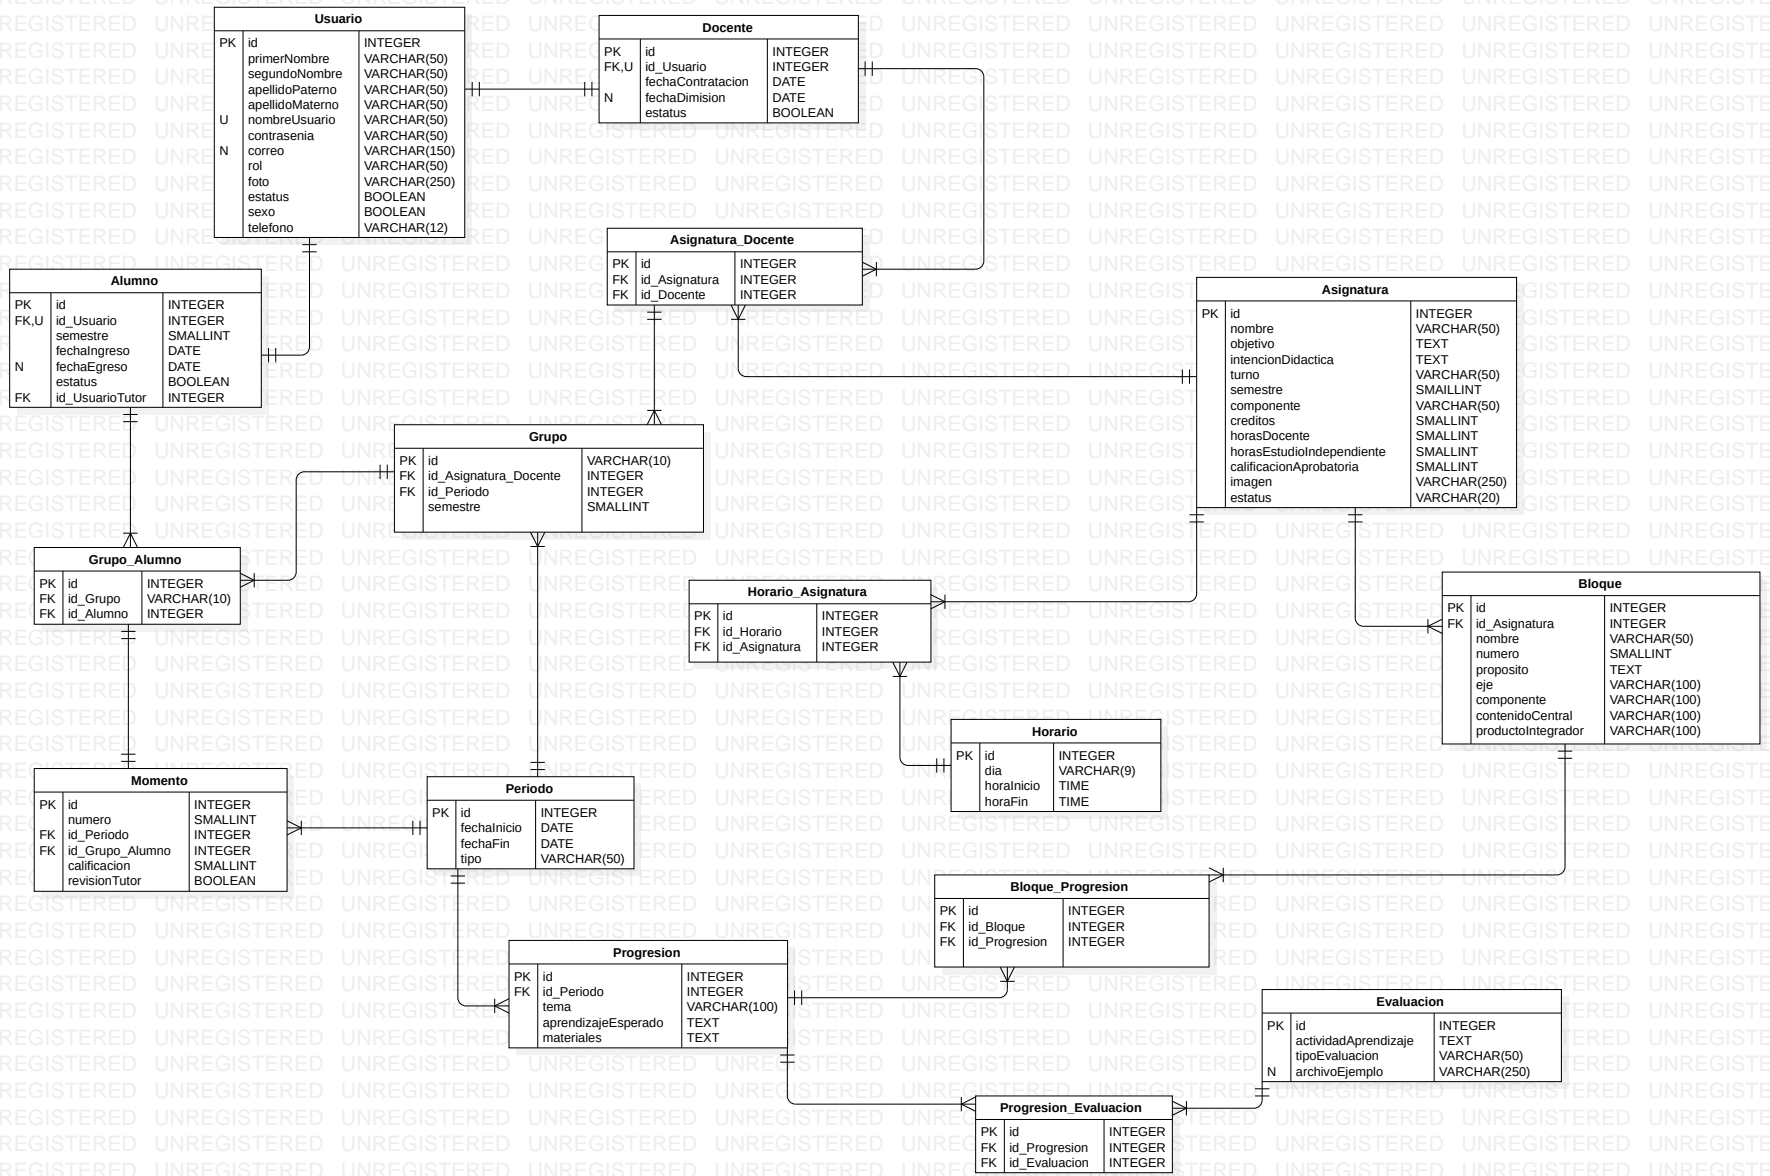 Usuario
PK id INTEGER
primerNombre VARCHAR(50)
segundoNombre VARCHAR(50)
apellidoPaterno VARCHAR(50)
apellidoMaterno VARCHAR(50)
U nombreUsuario VARCHAR(50)
contrasenia VARCHAR(50)
N correo VARCHAR(150)
rol VARCHAR(50)
foto VARCHAR(250)
estatus BOOLEAN
sexo BOOLEAN
telefono VARCHAR(12)
Docente
PK id INTEGER
FK,U id_Usuario INTEGER
fechaContratacion DATE
N fechaDimision DATE
estatus BOOLEAN
Asignatura_Docente
PK id INTEGER
FK id_Asignatura INTEGER
FK id_Docente INTEGER
Alumno
PK id INTEGER
FK,U id_Usuario INTEGER
semestre SMALLINT
fechaIngreso DATE
N fechaEgreso DATE
estatus BOOLEAN
FK id_UsuarioTutor INTEGER
Asignatura
PK id INTEGER
nombre VARCHAR(50)
objetivo TEXT
intencionDidactica TEXT
turno VARCHAR(50)
semestre SMAILLINT
componente VARCHAR(50)
creditos SMALLINT
horasDocente SMALLINT
horasEstudioIndependiente SMALLINT
calificacionAprobatoria SMALLINT
imagen VARCHAR(250)
estatus VARCHAR(20)
Grupo
PK id VARCHAR(10)
FK id_Asignatura_Docente INTEGER
FK id_Periodo INTEGER
semestre SMALLINT
Grupo_Alumno
PK id INTEGER
FK id_Grupo VARCHAR(10)
FK id_Alumno INTEGER
Horario_Asignatura
PK id INTEGER
FK id_Horario INTEGER
FK id_Asignatura INTEGER
Bloque
PK id INTEGER
FK id_Asignatura INTEGER
nombre VARCHAR(50)
numero SMALLINT
proposito TEXT
eje VARCHAR(100)
componente VARCHAR(100)
contenidoCentral VARCHAR(100)
productoIntegrador VARCHAR(100)
Horario
PK id INTEGER
dia VARCHAR(9)
horaInicio TIME
horaFin TIME
Momento
PK id INTEGER
numero SMALLINT
FK id_Periodo INTEGER
FK id_Grupo_Alumno INTEGER
calificacion SMALLINT
revisionTutor BOOLEAN
Periodo
PK id INTEGER
fechaInicio DATE
fechaFin DATE
tipo VARCHAR(50)
Bloque_Progresion
PK id INTEGER
FK id_Bloque INTEGER
FK id_Progresion INTEGER
Progresion
PK id INTEGER
FK id_Periodo INTEGER
tema VARCHAR(100)
aprendizajeEsperado TEXT
materiales TEXT
Evaluacion
PK id INTEGER
actividadAprendizaje TEXT
tipoEvaluacion VARCHAR(50)
N archivoEjemplo VARCHAR(250)
Progresion_Evaluacion
PK id INTEGER
FK id_Progresion INTEGER
FK id_Evaluacion INTEGER
UNREGISTERED